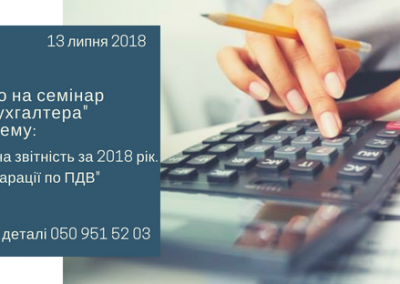 13 липня 2018
о на семінар
ухгалтера"
ему:
на звітність за 2018 рік.
арації по ПДВ"
деталі 050 951 52 03